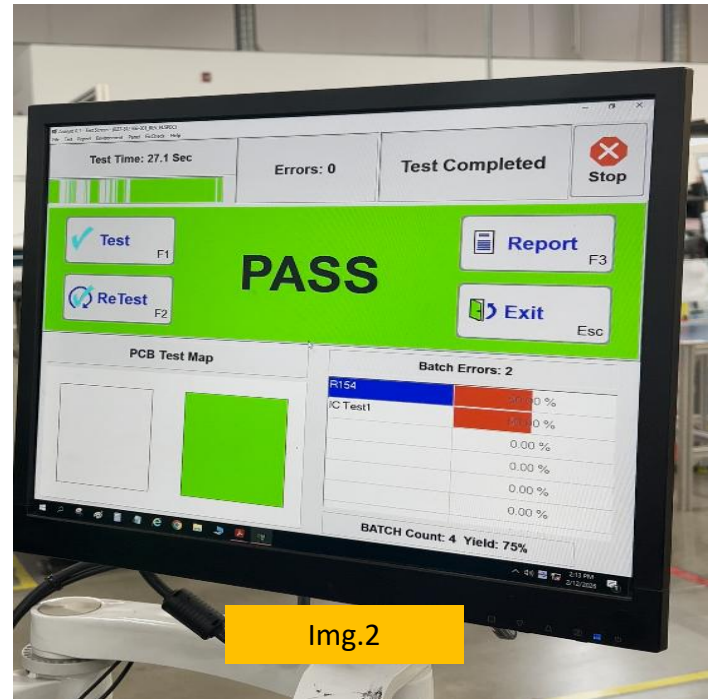 Test Time: 27.1 Sec
Errors: 0
Test Completed
Stop
Test
F1
ReTest
F2
PASS
Report
F3
Exit
Esc
PCB Test Map
Batch Errors: 2
R154
IC Test1
0.00 %
0.00 %
0.00 %
0.00 %
BATCH Count: 4 Yield: 75%
2:13 PM
Img.2